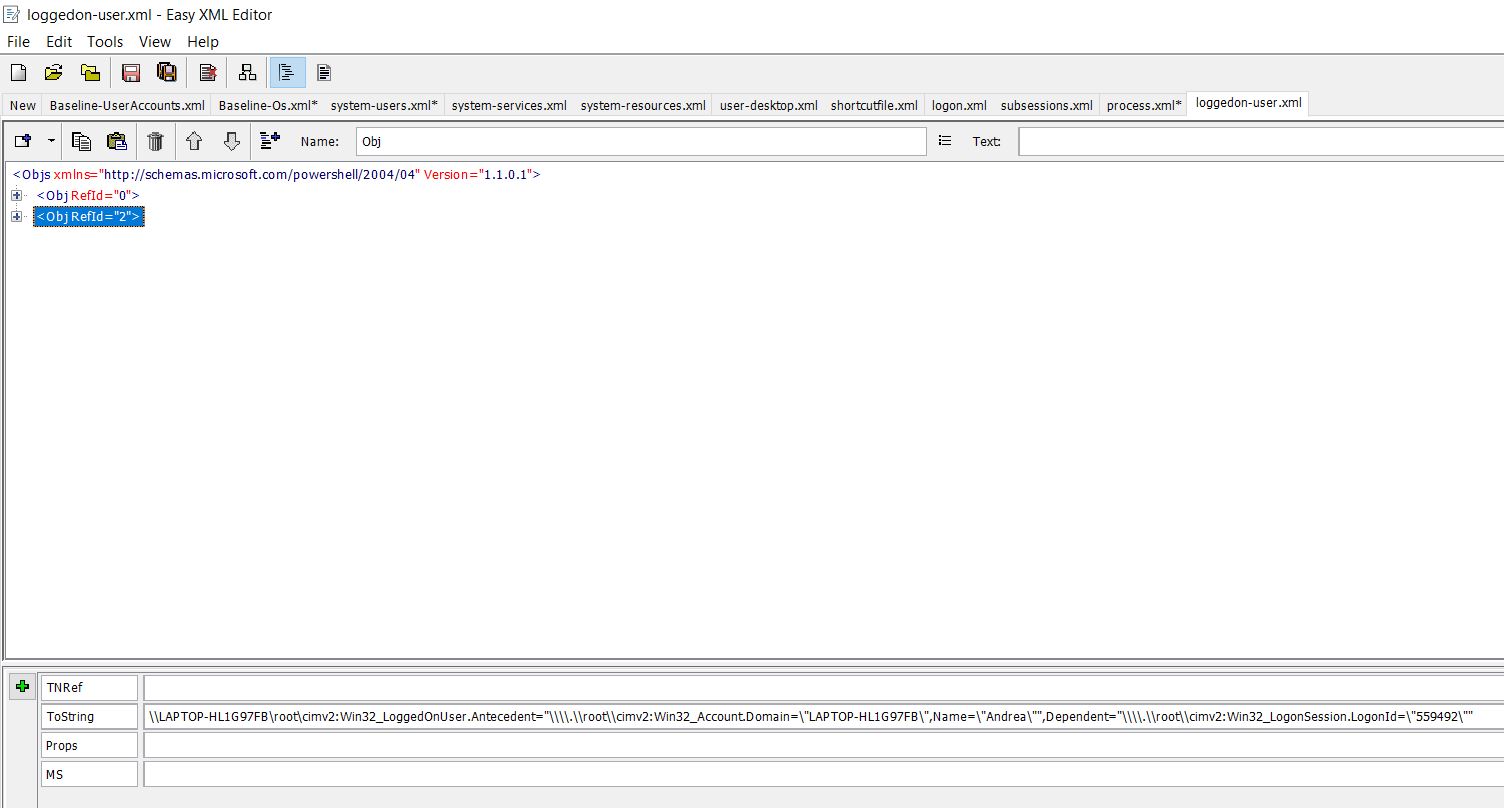 loggedon-user.xml - Easy XML Editor
File Edit Tools View Help
New Baseline-UserAccounts.xml Baseline-Os.xml* system-users.xml* system-services.xml system-resources.xml user-desktop.xml shortcutfile.xml logon.xml subsessions.xml process.xml* loggedon-user.xml
Name: Obj Text:
<Objs xmlns="http://schemas.microsoft.com/powershell/2004/04" Version="1.1.0.1">
<Obj RefId="0">
<Obj RefId="2">
TNRef
ToString \\LAPTOP-HL1G97FB\root\cimv2:Win32_LoggedOnUser.Antecedent="\\\\.\\root\\cimv2:Win32_Account.Domain=\"LAPTOP-HL1G97FB\",Name=\"Andrea\"",Dependent="\\\\.\\root\\cimv2:Win32_LogonSession.LogonId=\"559492\""
Props
MS